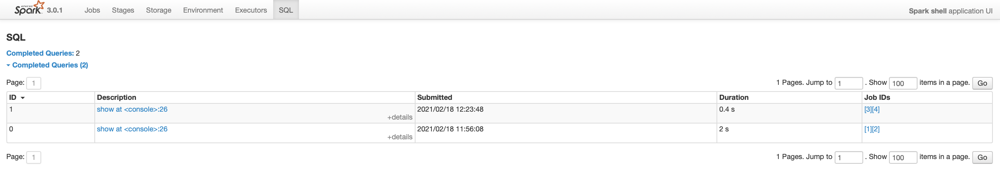 APACHE Spark 3.0.1 Jobs Stages Storage Environment Executors SQL Spark shell application UI
SQL
Completed Queries: 2
Completed Queries (2)
Page: 1 1 Pages. Jump to 1 . Show 100 items in a page. Go
ID Description Submitted Duration Job IDs
1 show at <console>:26 2021/02/18 12:23:48 0.4 s [3][4]
+details
0 show at <console>:26 2021/02/18 11:56:08 2 s [1][2]
+details
Page: 1 1 Pages. Jump to 1 . Show 100 items in a page. Go